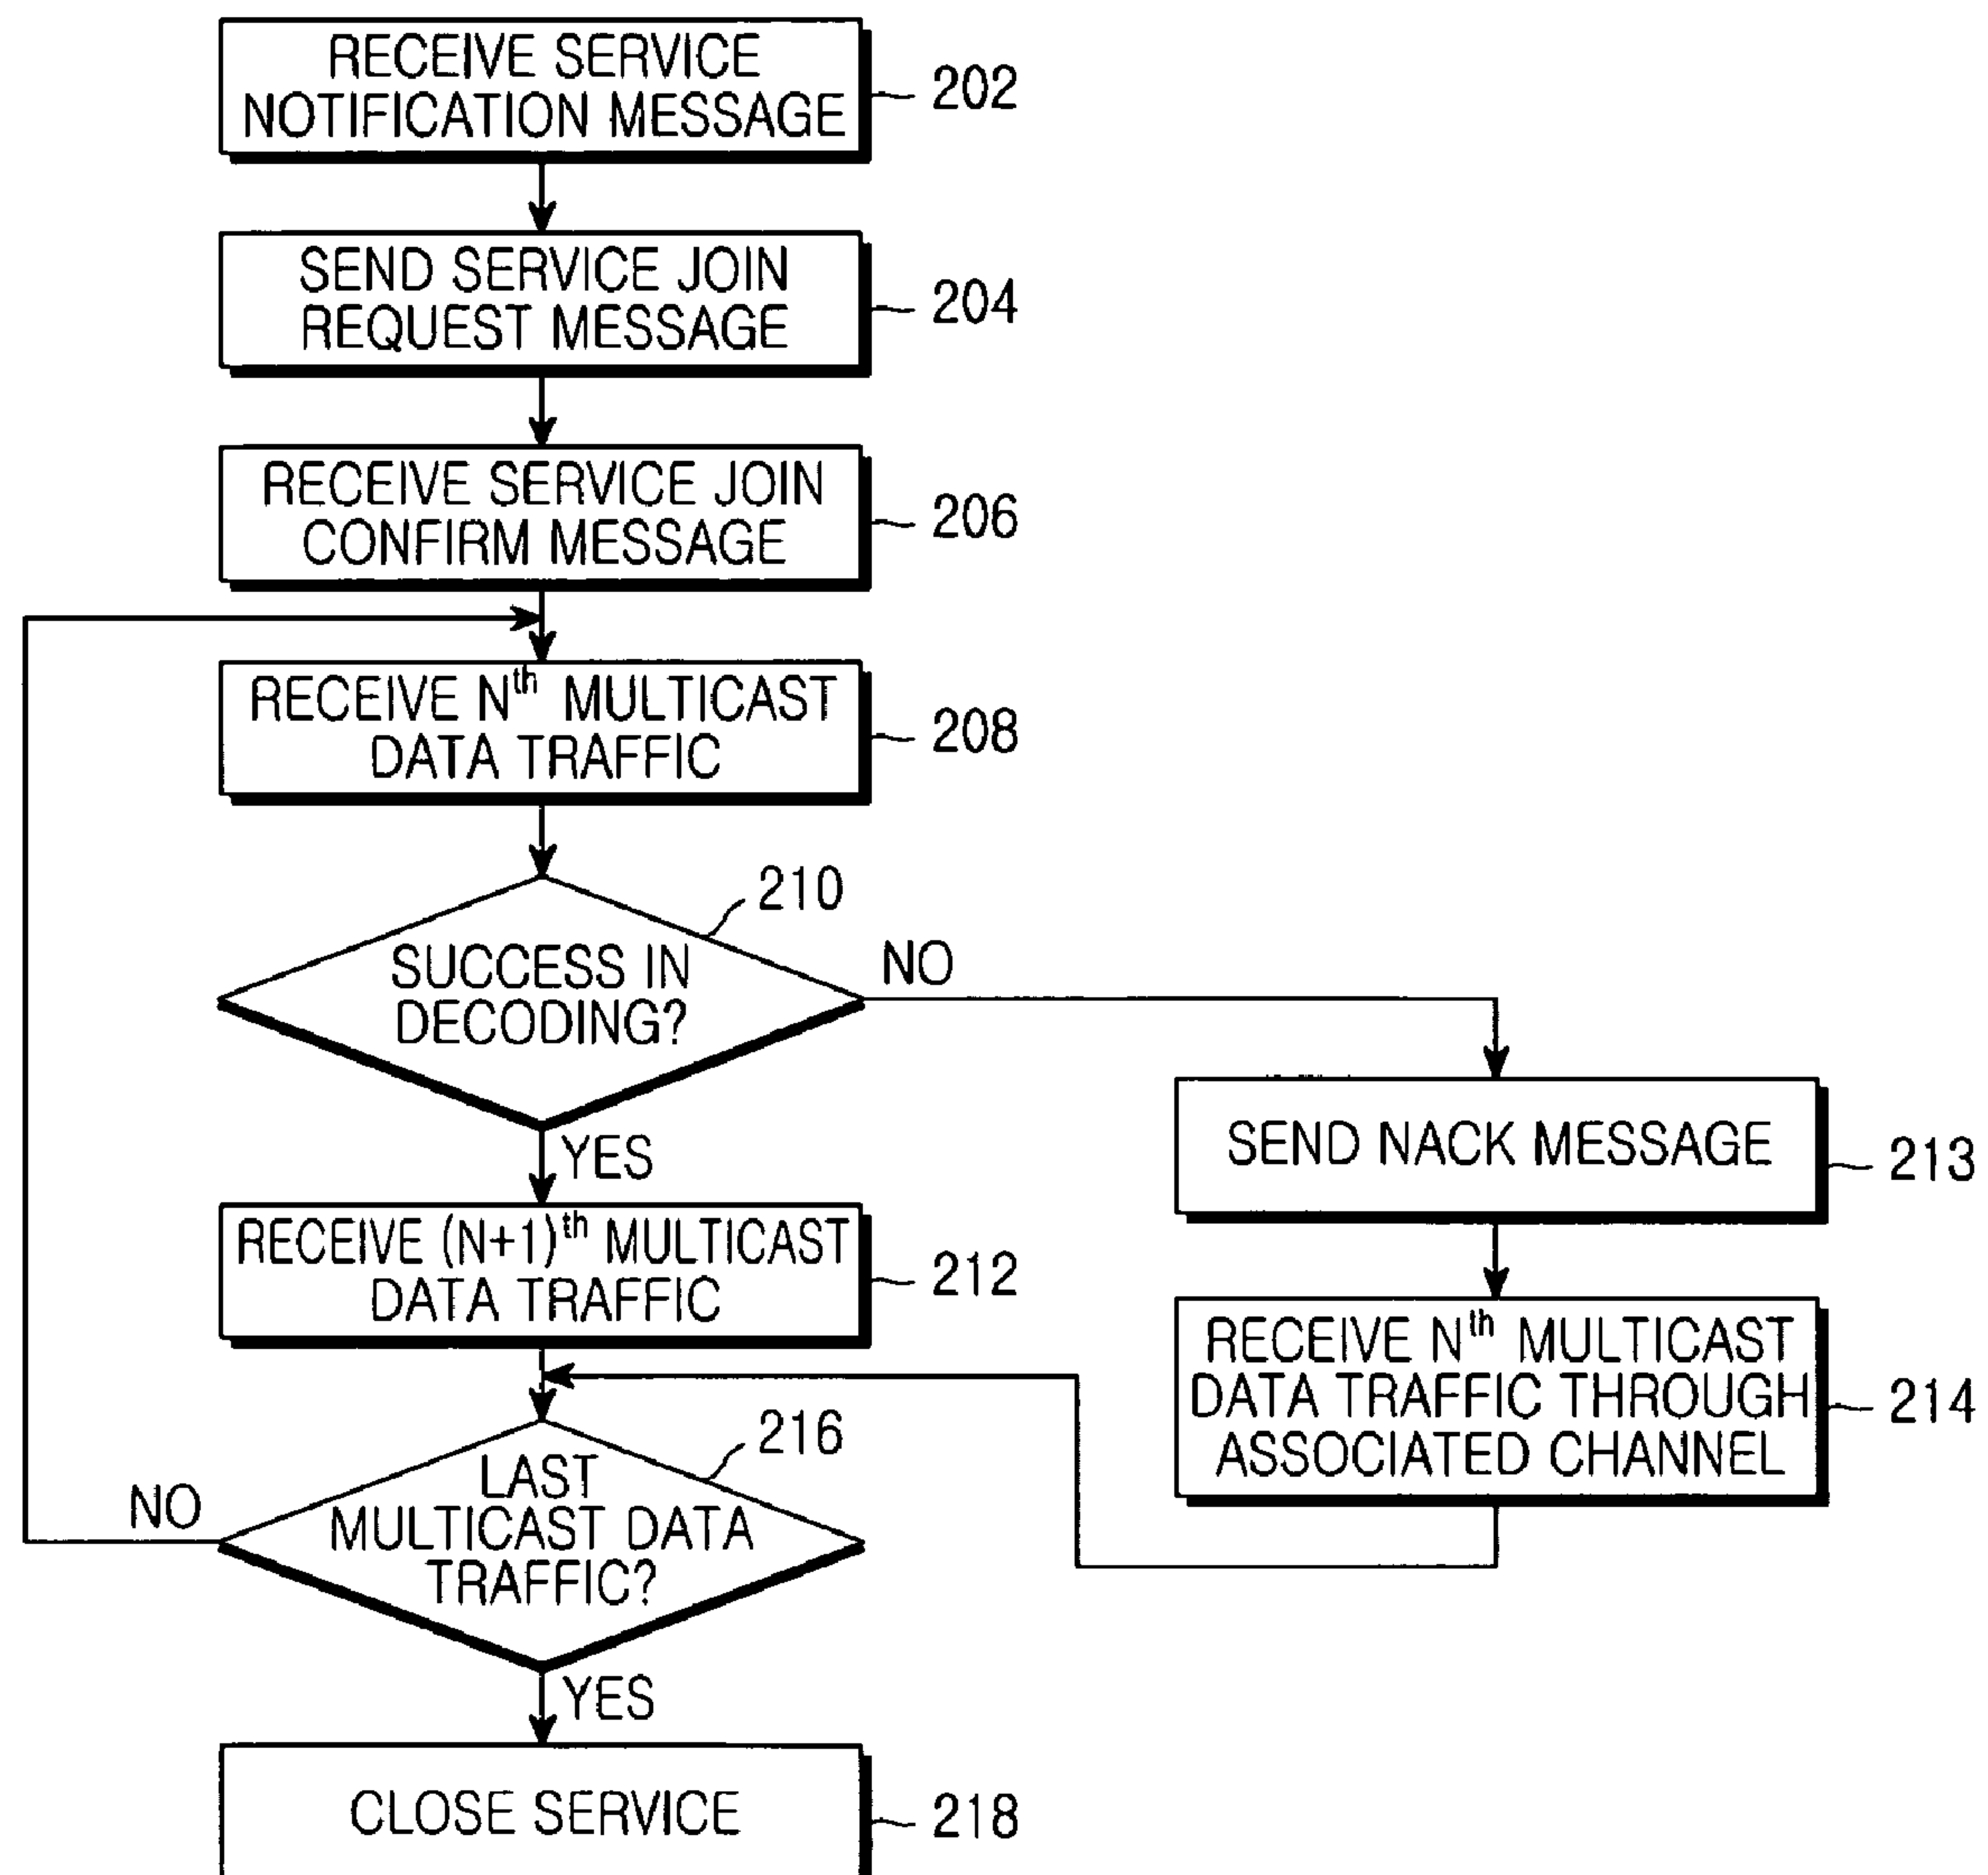 RECEIVE SERVICE
NOTIFICATION MESSAGE
202
SEND SERVICE JOIN
REQUEST MESSAGE
204
RECEIVE SERVICE JOIN
CONFIRM MESSAGE
206
RECEIVE Nth MULTICAST
DATA TRAFFIC
208
210
SUCCESS IN
DECODING?
NO
YES
SEND NACK MESSAGE
213
RECEIVE (N+1)th MULTICAST
DATA TRAFFIC
212
RECEIVE Nth MULTICAST
DATA TRAFFIC THROUGH
ASSOCIATED CHANNEL
214
216
LAST
MULTICAST DATA
TRAFFIC?
NO
YES
CLOSE SERVICE
218